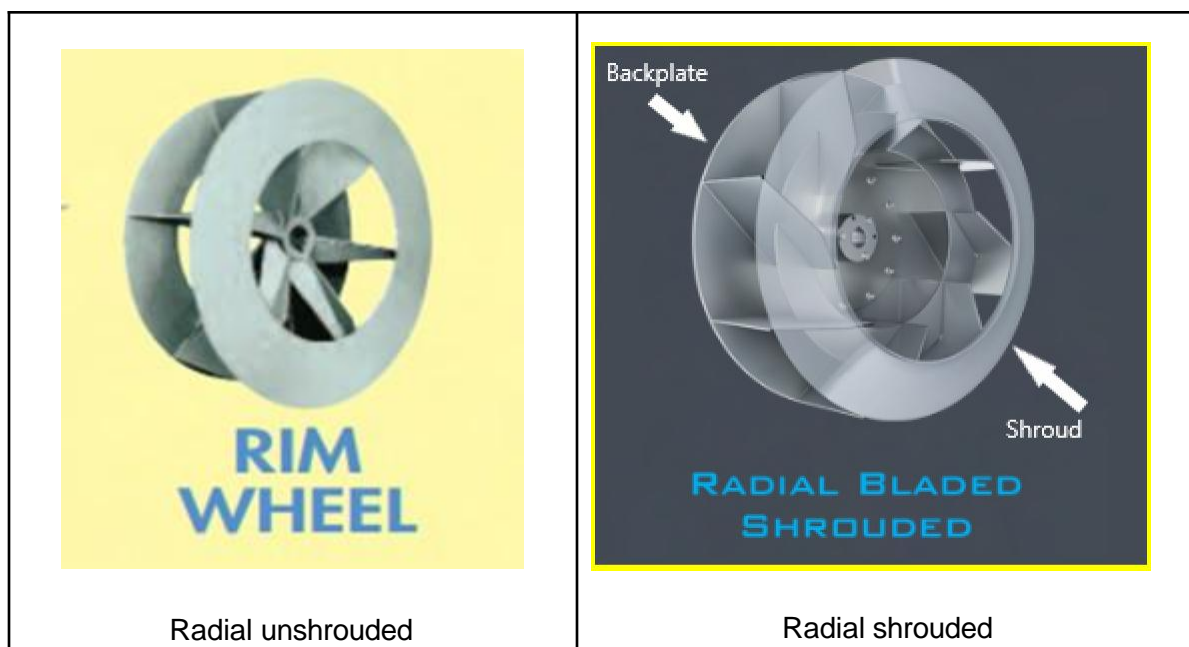 RIM
WHEEL
Radial unshrouded
Backplate
Shroud
RADIAL BLADED
SHROUDED
Radial shrouded